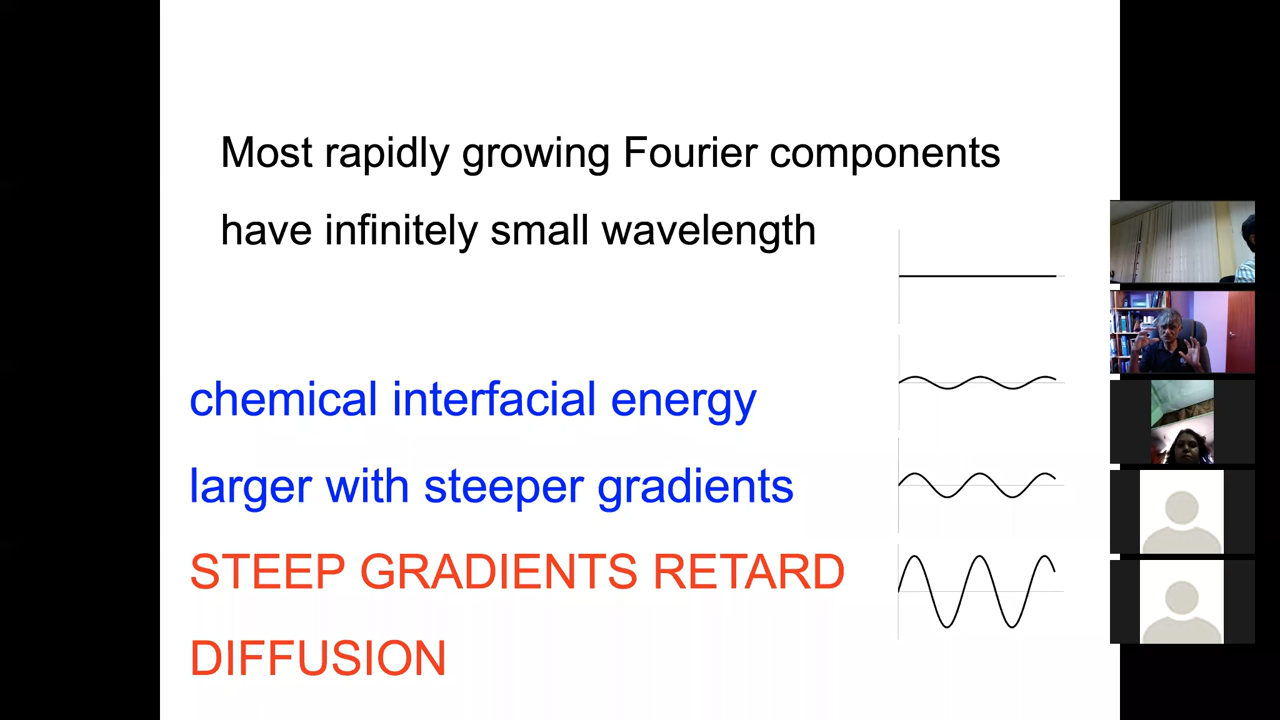 Most rapidly growing Fourier components
have infinitely small wavelength
chemical interfacial energy
larger with steeper gradients
STEEP GRADIENTS RETARD
DIFFUSION